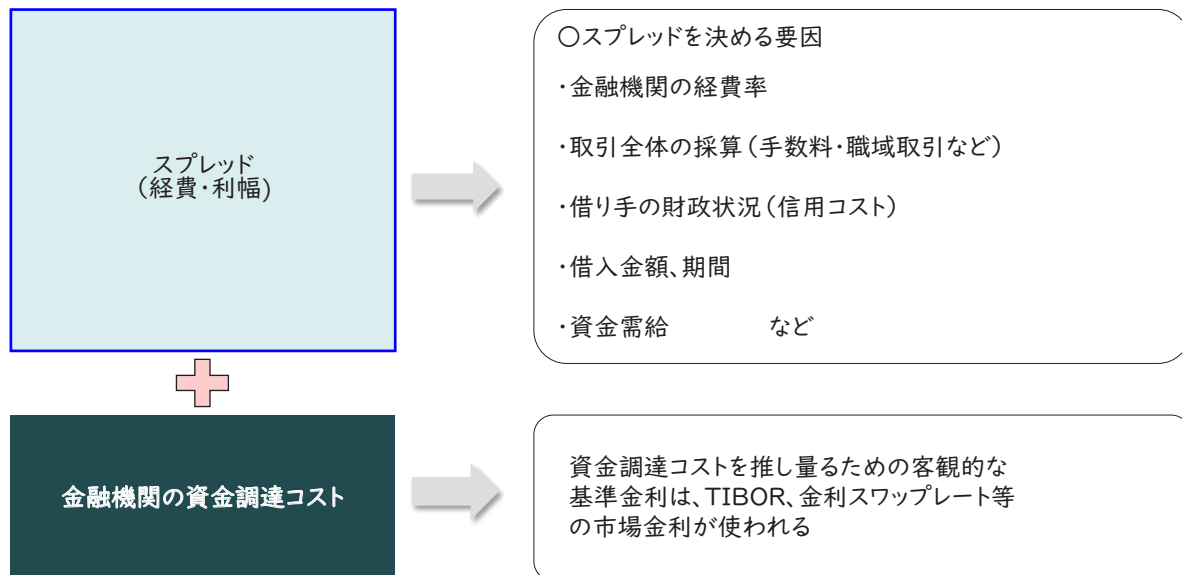 スプレッド
(経費・利幅)
〇スプレッドを決める要因
・金融機関の経費率
・取引全体の採算(手数料・職域取引など)
・借り手の財政状況(信用コスト)
・借入金額、期間
・資金需給　　　　など
金融機関の資金調達コスト
資金調達コストを推し量るための客観的な
基準金利は、TIBOR、金利スワップレート等
の市場金利が使われる